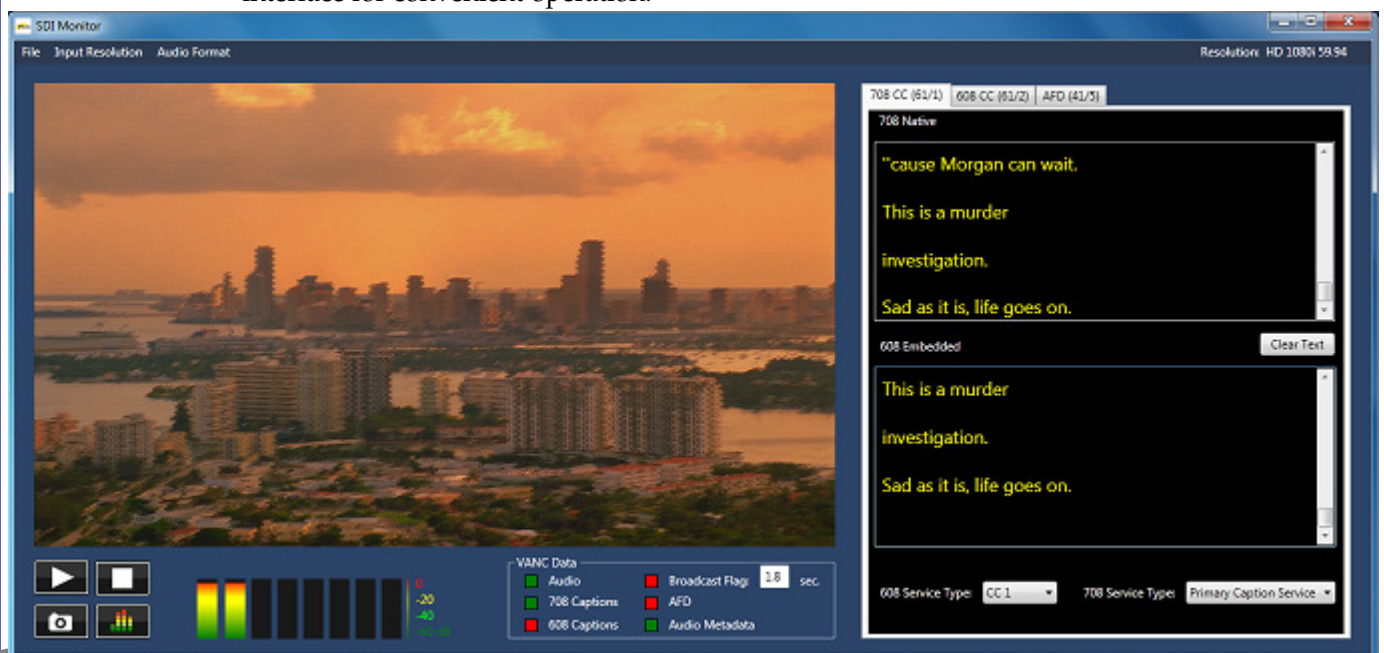 interface for convenient operation.
SDI Monitor
File Input Resolution Audio Format
Resolution: HD 1080i 59.94
708 CC (61/1) 608 CC (61/2) AFD (41/5)
708 Native
"cause Morgan can wait.
This is a murder
investigation.
Sad as it is, life goes on.
608 Embedded
Clear Text
This is a murder
investigation.
Sad as it is, life goes on.
608 Service Type: CC 1 708 Service Type: Primary Caption Service
0
-20
-40
VANC Data
Audio Broadcast Flag: 1.8 sec.
708 Captions AFD
608 Captions Audio Metadata